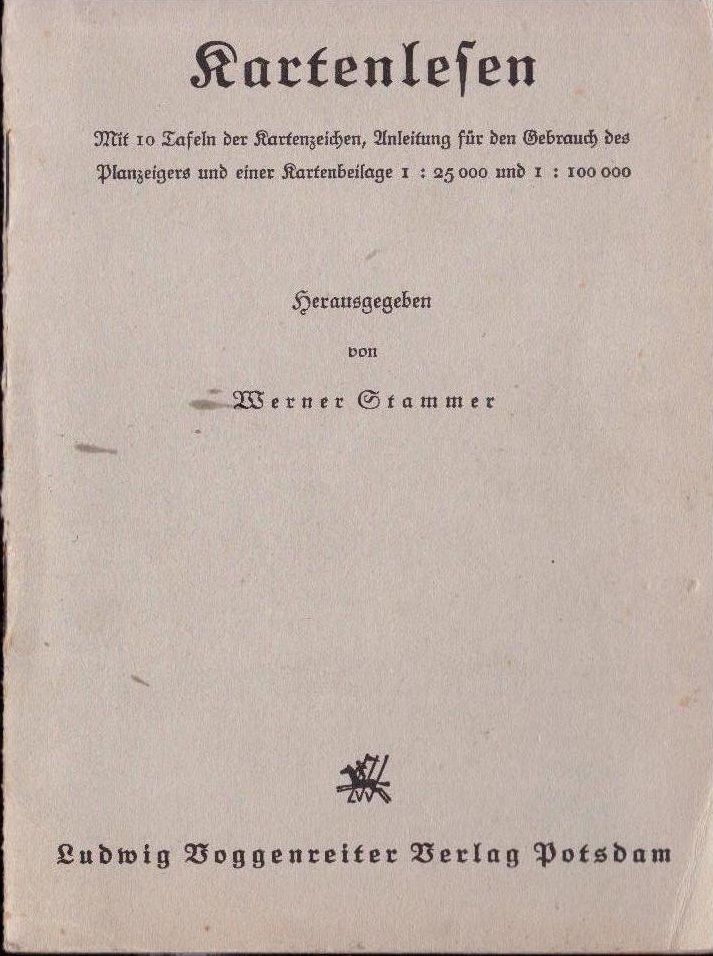 Kartenlesen
Mit 10 Tafeln der Kartenzeichen, Anleitung für den Gebrauch des
Planzeigers und einer Kartenbeilage 1 : 25 000 und 1 : 100 000
Herausgegeben
von
Werner Stammer
Ludwig Voggenreiter Verlag Potsdam